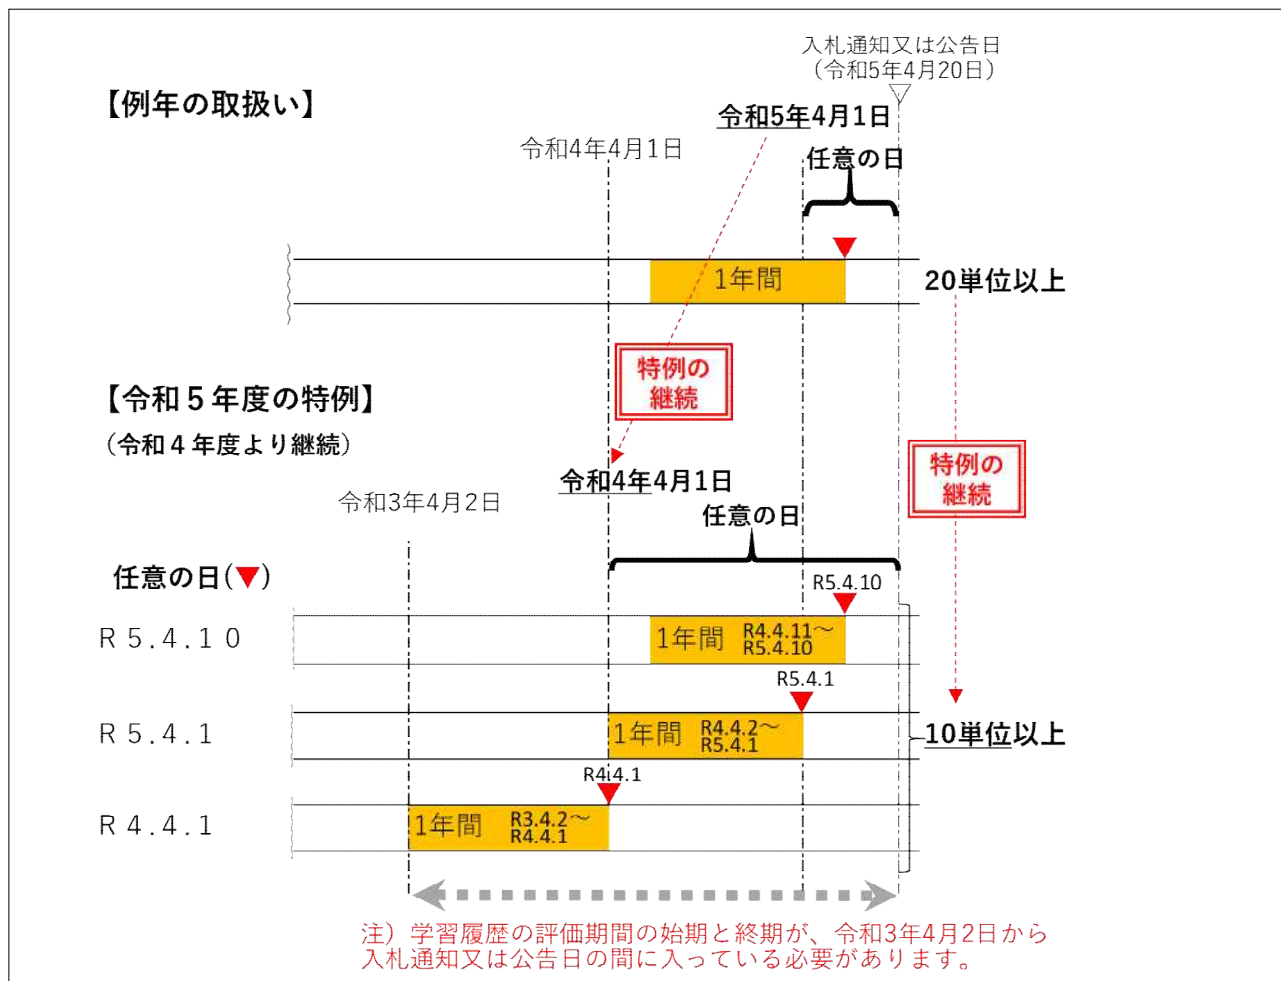 入札通知又は公告日
（令和5年4月20日）
【例年の取扱い】
令和5年4月1日
令和4年4月1日
任意の日
1年間
20単位以上
特例の
継続
【令和５年度の特例】
（令和４年度より継続）
特例の
継続
令和4年4月1日
令和3年4月2日
任意の日
任意の日(▼)
R5.4.10
R５.４.１０
1年間 R4.4.11～
R5.4.10
R5.4.1
R５.４.１
1年間 R4.4.2～
R5.4.1
10単位以上
R4.4.1
R４.４.１
1年間 R3.4.2～
R4.4.1
注）学習履歴の評価期間の始期と終期が、令和3年4月2日から
入札通知又は公告日の間に入っている必要があります。